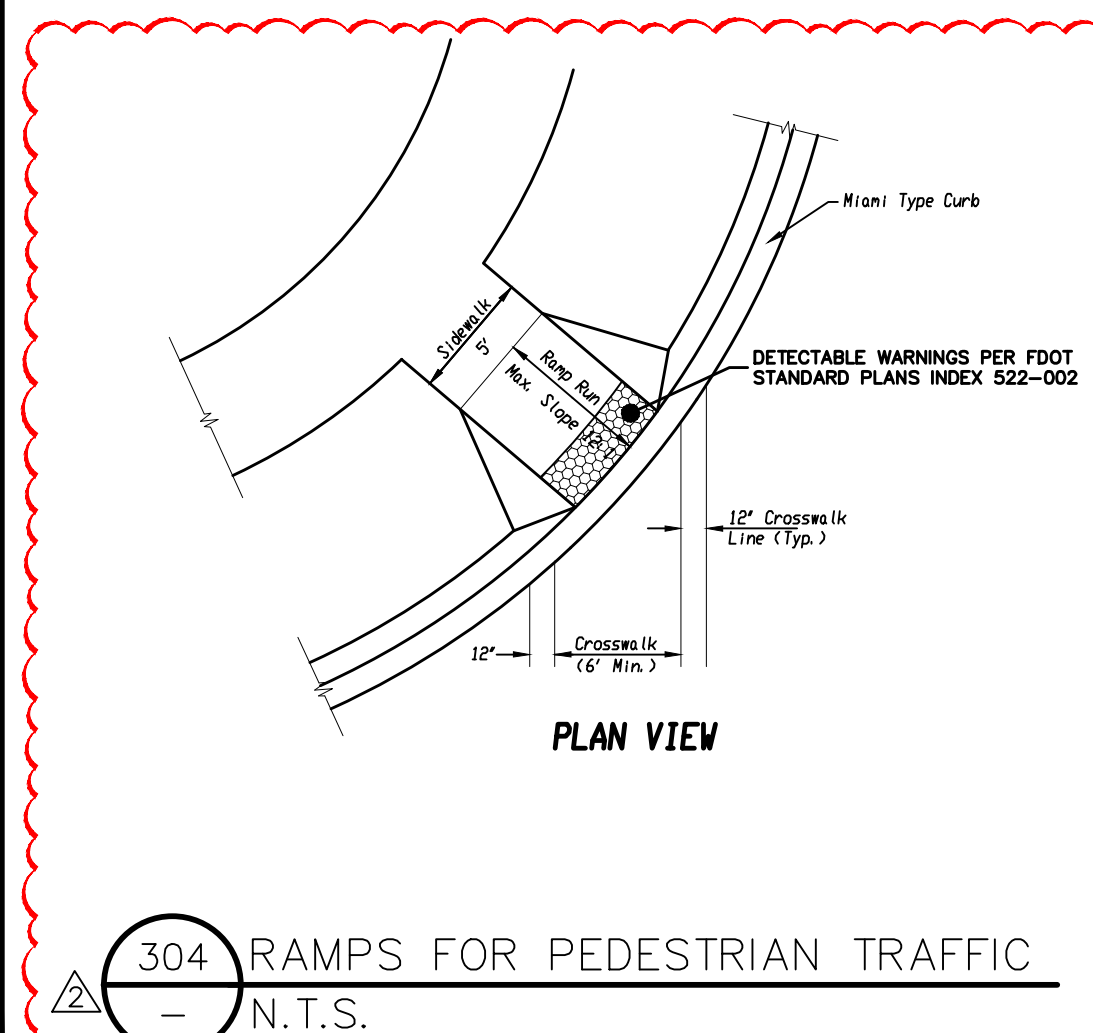 Miami Type Curb
Sidewalk
5'
Ramp Run
Max. Slope
DETECTABLE WARNINGS PER FDOT
STANDARD PLANS INDEX 522-002
12" Crosswalk
Line (Typ.)
12"
Crosswalk
(6' Min.)
PLAN VIEW
304
RAMPS FOR PEDESTRIAN TRAFFIC
2
-
N.T.S.